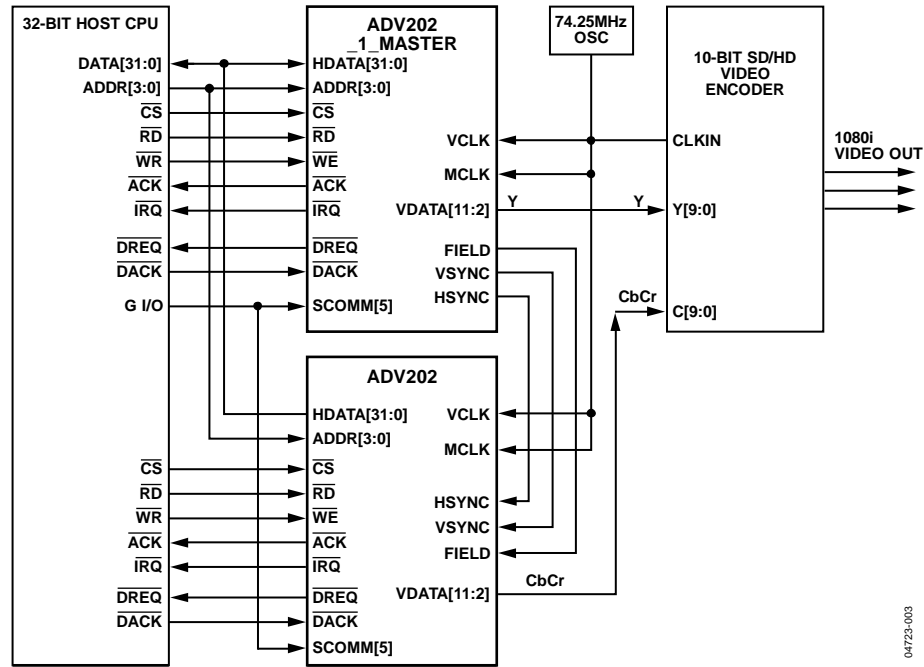 32-BIT HOST CPU
DATA[31:0]
ADDR[3:0]
CS
RD
WR
ACK
IRQ
DREQ
DACK
G I/O
CS
RD
WR
ACK
IRQ
DREQ
DACK
ADV202
_1_MASTER
HDATA[31:0]
ADDR[3:0]
CS
RD
WE
ACK
IRQ
DREQ
DACK
SCOMM[5]
VCLK
MCLK
VDATA[11:2]
FIELD
VSYNC
HSYNC
ADV202
HDATA[31:0]
ADDR[3:0]
CS
RD
WE
ACK
IRQ
DREQ
DACK
SCOMM[5]
VCLK
MCLK
HSYNC
VSYNC
FIELD
VDATA[11:2]
74.25MHz
OSC
Y
Y
CbCr
CbCr
10-BIT SD/HD
VIDEO
ENCODER
CLKIN
Y[9:0]
C[9:0]
1080i
VIDEO OUT
04723-003